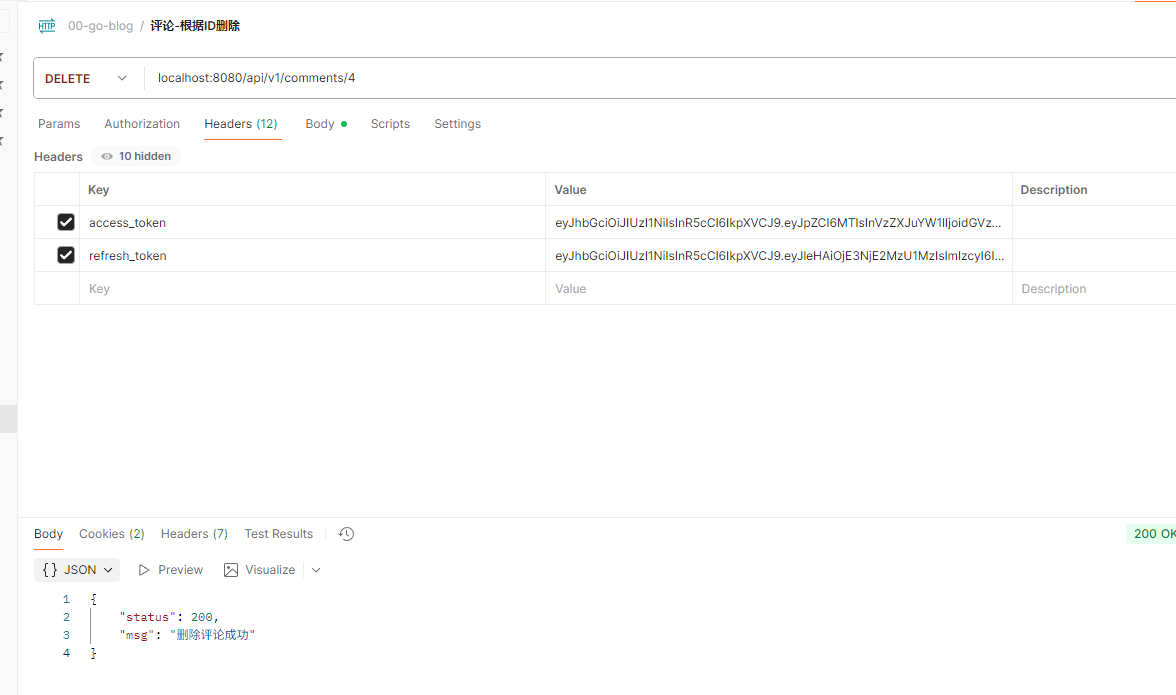 HTTP 00-go-blog / 评论-根据ID删除
DELETE localhost:8080/api/v1/comments/4
Params Authorization Headers (12) Body Scripts Settings
Headers 10 hidden
Key Value Description
access_token eyJhbGciOiJIUzI1NiIsInR5cCI6IkpXVCJ9.eyJpZCI6MTIsInVzZXJuYW1lIjoidGVz...
refresh_token eyJhbGciOiJIUzI1NiIsInR5cCI6IkpXVCJ9.eyJleHAiOjE3NjE2MzU1MzIsImlzcyI6I...
Key Value Description
Body Cookies (2) Headers (7) Test Results 200 OK
{} JSON Preview Visualize
1 {
2 "status": 200,
3 "msg": "删除评论成功"
4 }